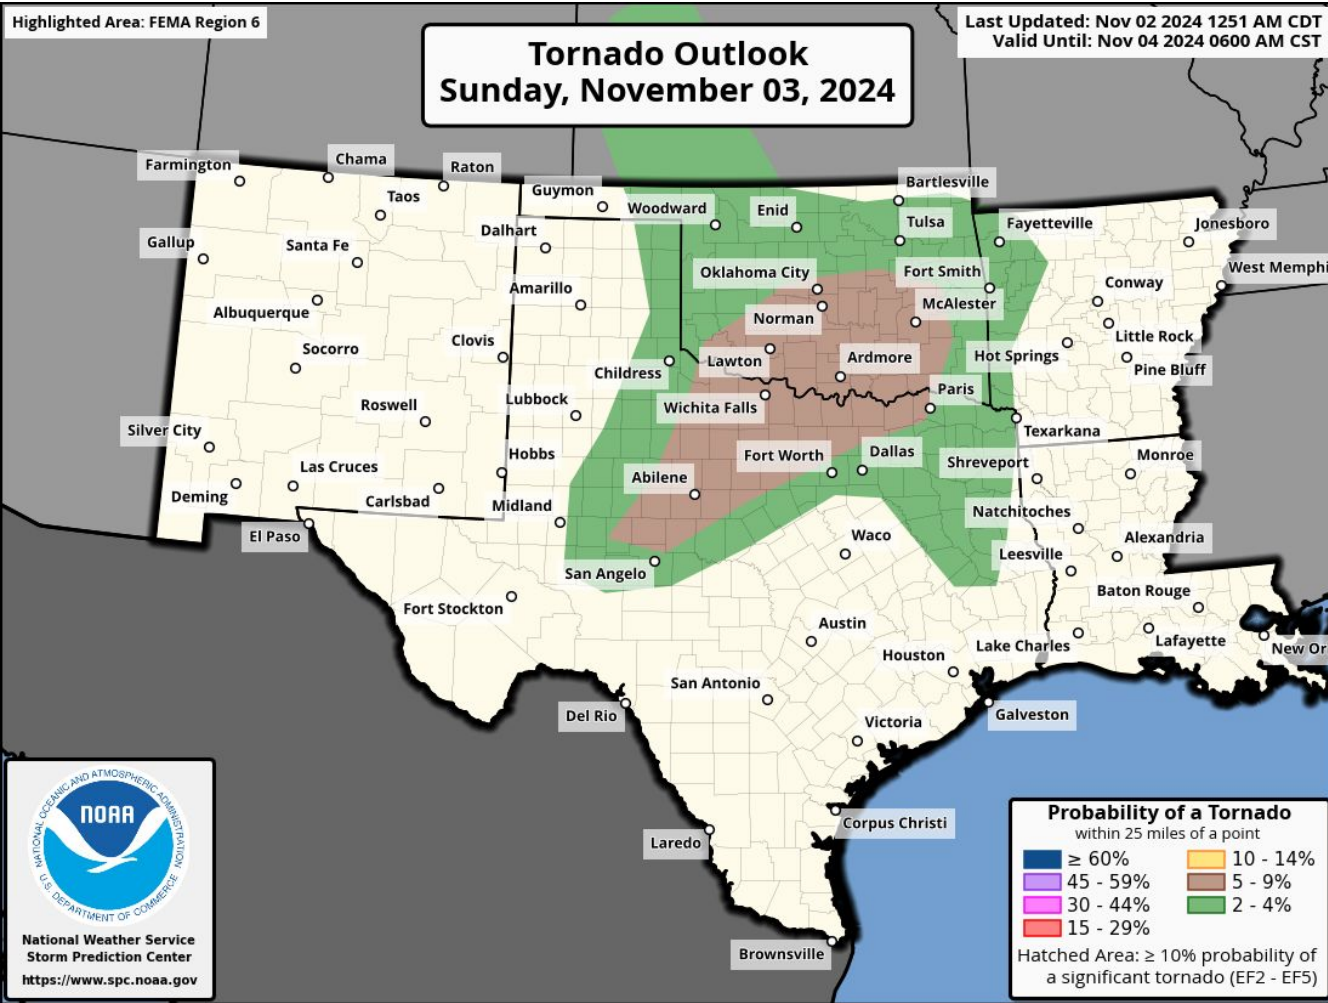 Highlighted Area: FEMA Region 6
Last Updated: Nov 02 2024 1251 AM CDT
Valid Until: Nov 04 2024 0600 AM CST
Tornado Outlook
Sunday, November 03, 2024
Farmington
Chama
Raton
Taos
Guymon
Woodward
Enid
Bartlesville
Tulsa
Fayetteville
Jonesboro
Gallup
Santa Fe
Dalhart
Oklahoma City
Fort Smith
West Memphi
Amarillo
Conway
Albuquerque
Norman
McAlester
Socorro
Clovis
Little Rock
Lawton
Ardmore
Hot Springs
Pine Bluff
Childress
Paris
Roswell
Lubbock
Wichita Falls
Silver City
Texarkana
Hobbs
Fort Worth
Dallas
Shreveport
Monroe
Las Cruces
Abilene
Deming
Carlsbad
Midland
Natchitoches
El Paso
Waco
Leesville
Alexandria
San Angelo
Baton Rouge
Fort Stockton
Austin
Lake Charles
Lafayette
New Or
Houston
San Antonio
Del Rio
Victoria
Galveston
Corpus Christi
Laredo
Brownsville
NATIONAL OCEANIC AND ATMOSPHERIC ADMINISTRATION
NOAA
U.S. DEPARTMENT OF COMMERCE
National Weather Service
Storm Prediction Center
https://www.spc.noaa.gov
Probability of a Tornado
within 25 miles of a point
≥ 60%
10 - 14%
45 - 59%
5 - 9%
30 - 44%
2 - 4%
15 - 29%
Hatched Area: ≥ 10% probability of
a significant tornado (EF2 - EF5)